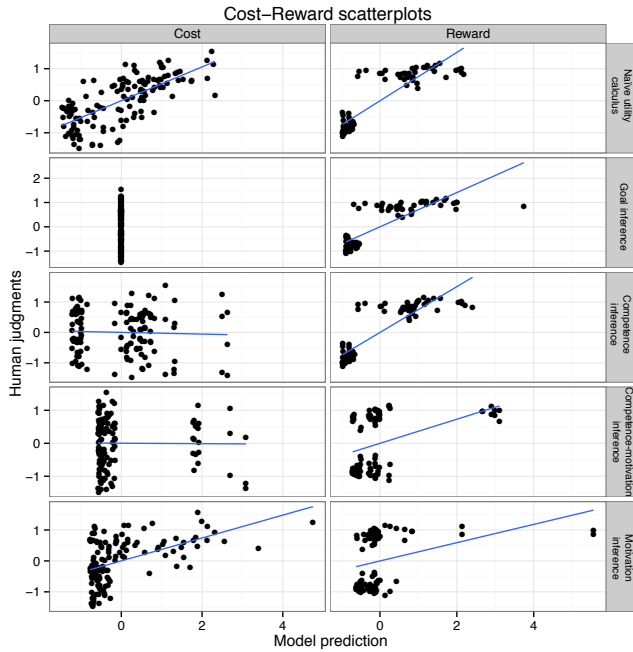 Cost−Reward scatterplots
Cost
Reward
1
0
−1
Naive utility
calculus
2
1
0
−1
Goal inference
1
0
−1
Competence
inference
1
0
−1
Competence−motivation
inference
1
0
−1
Motivation
inference
Human judgments
0
2
4
0
2
4
Model prediction